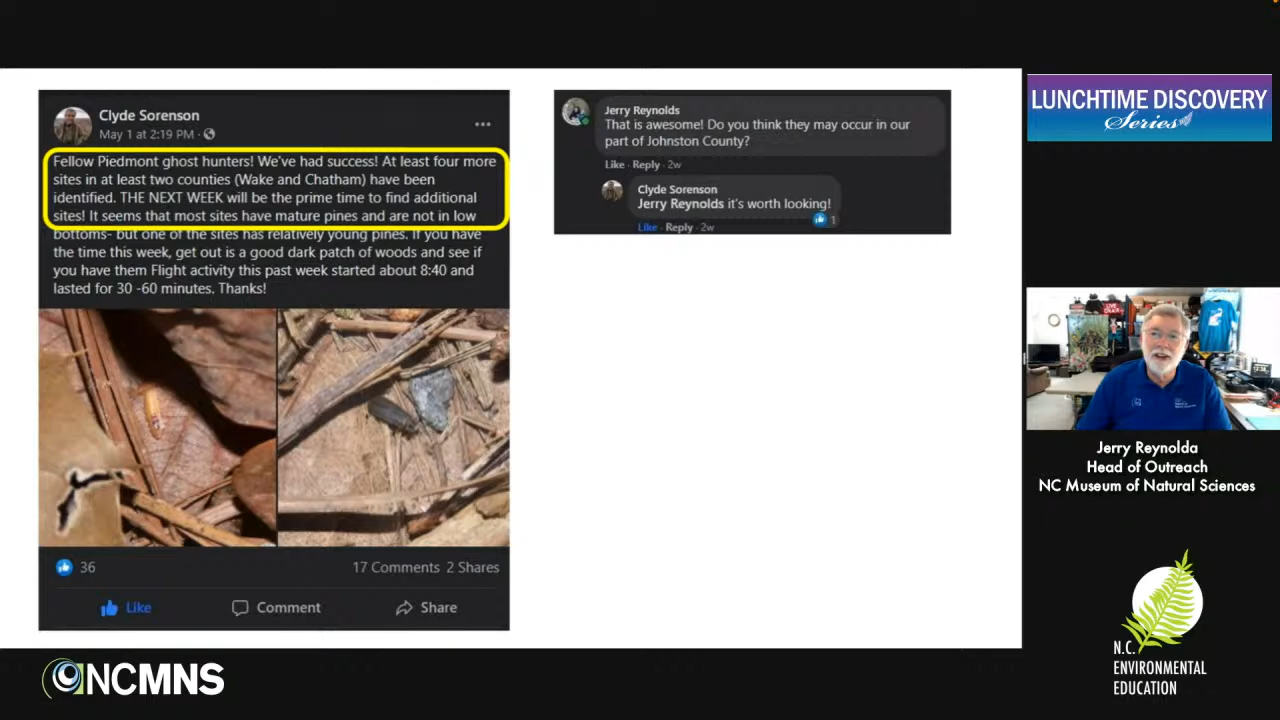 Clyde Sorenson
May 1 at 2:19 PM ·
Fellow Piedmont ghost hunters! We've had success! At least four more
sites in at least two counties (Wake and Chatham) have been
identified. THE NEXT WEEK will be the prime time to find additional
sites! It seems that most sites have mature pines and are not in low
bottoms- but one of the sites has relatively young pines. If you have
the time this week, get out is a good dark patch of woods and see if
you have them Flight activity this past week started about 8:40 and
lasted for 30 -60 minutes. Thanks!
36
17 Comments 2 Shares
Like Comment Share
Jerry Reynolds
That is awesome! Do you think they may occur in our
part of Johnston County?
Like · Reply · 2w
Clyde Sorenson
Jerry Reynolds it's worth looking!
1
Like · Reply · 2w
LUNCHTIME DISCOVERY
Series
Jerry Reynolda
Head of Outreach
NC Museum of Natural Sciences
NCMNS
N.C.
ENVIRONMENTAL
EDUCATION